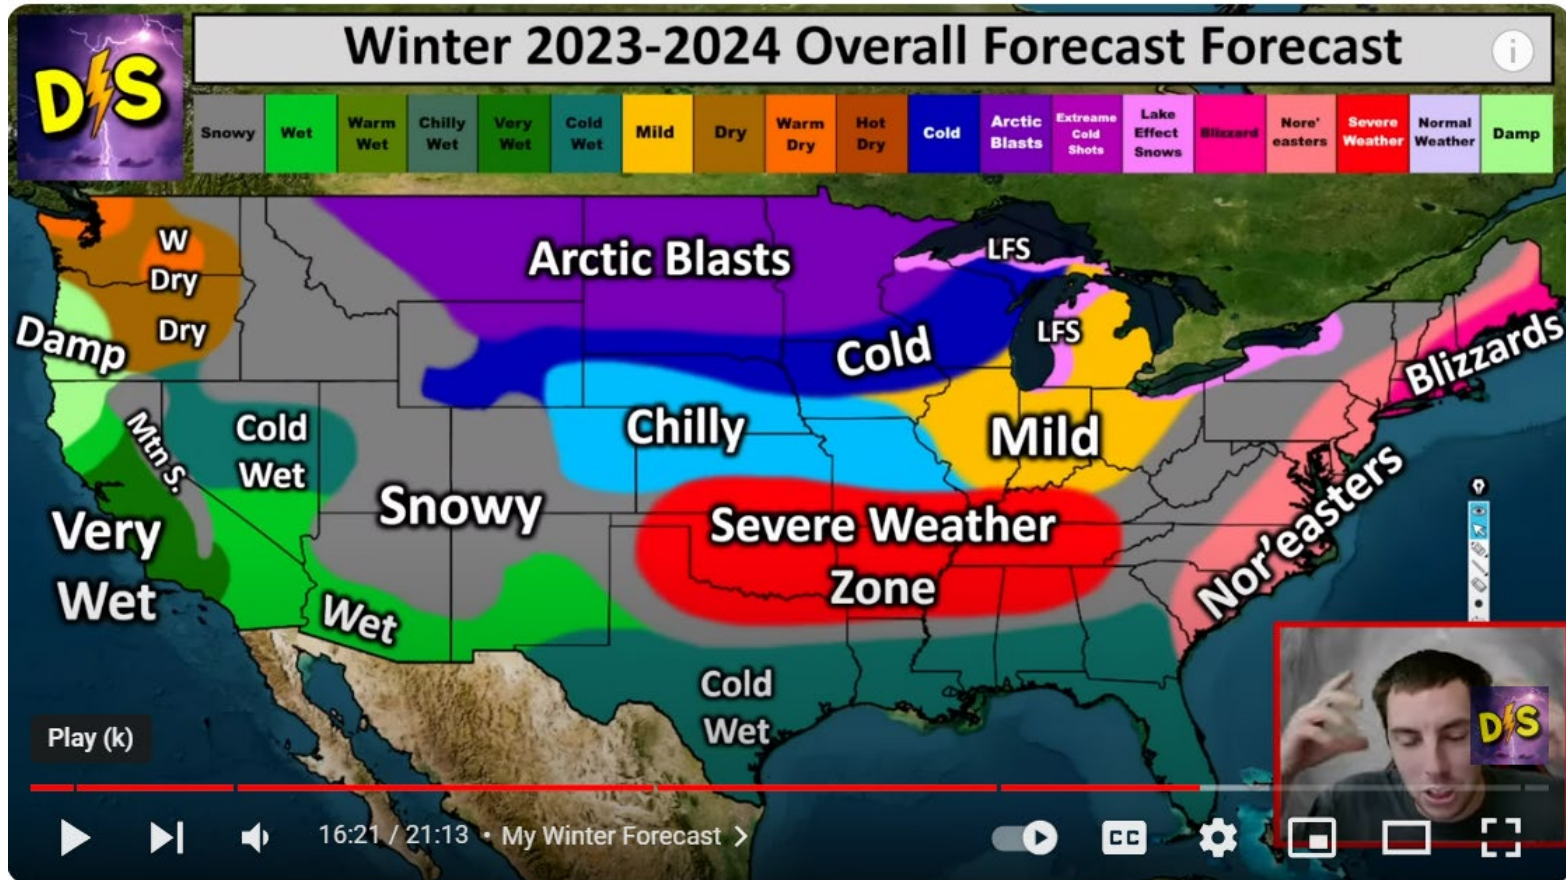 D S
Winter 2023-2024 Overall Forecast Forecast
i
Snowy
Wet
Warm
Wet
Chilly
Wet
Very
Wet
Cold
Wet
Mild
Dry
Warm
Dry
Hot
Dry
Cold
Arctic
Blasts
Extreame
Cold
Shots
Lake
Effect
Snows
Blizzard
Nore'
easters
Severe
Weather
Normal
Weather
Damp
W
Dry
Dry
Damp
Arctic Blasts
LFS
LFS
Cold
Blizzards
Mtn S.
Cold
Wet
Chilly
Mild
Snowy
Very
Wet
Severe Weather
Zone
Nor'easters
Wet
Cold
Wet
D S
Play (k)
16:21 / 21:13 • My Winter Forecast
CC